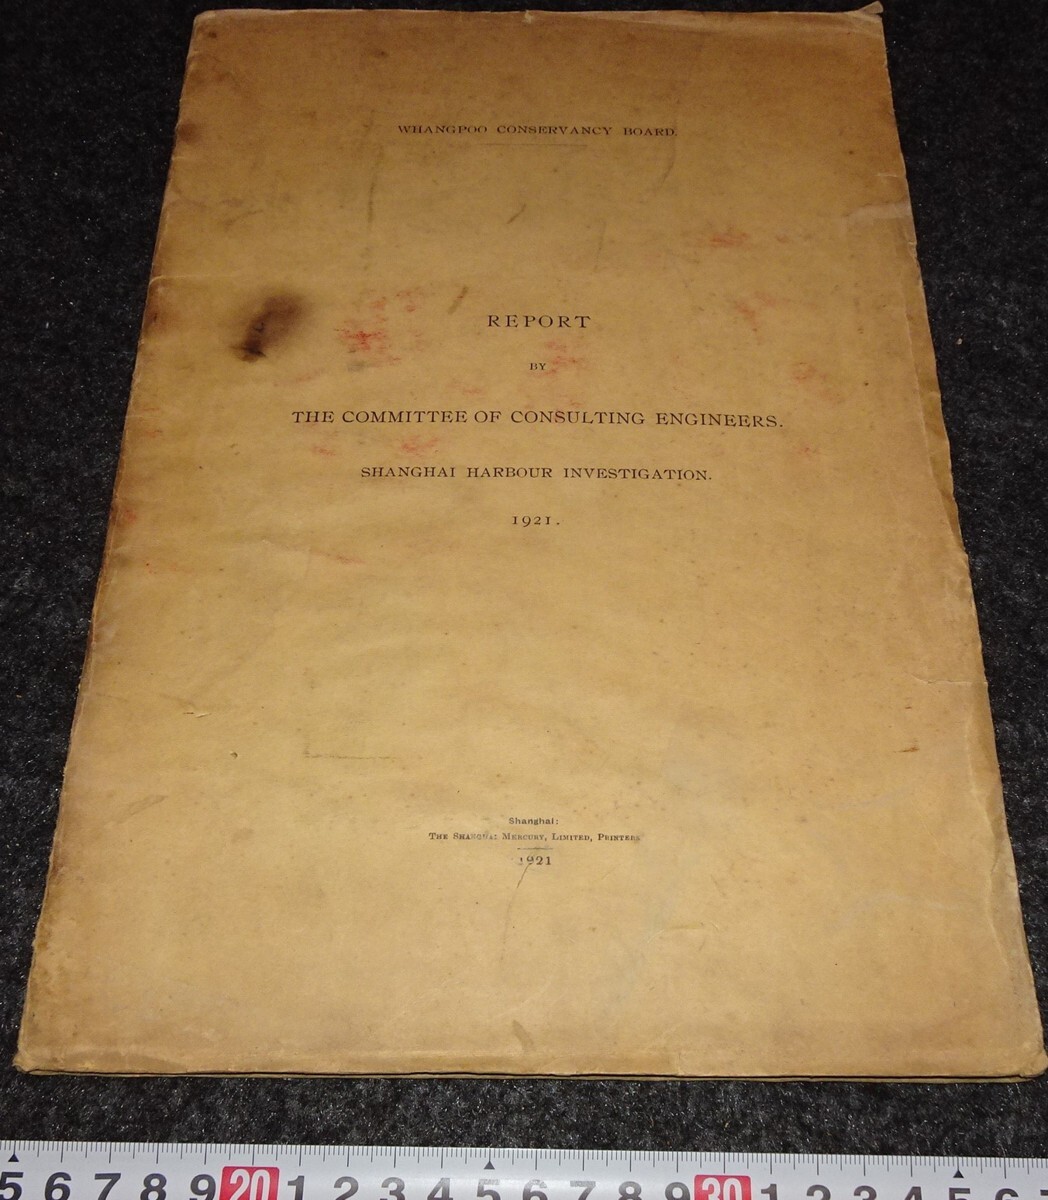 WHANGPOO CONSERVANCY BOARD.
REPORT
BY
THE COMMITTEE OF CONSULTING ENGINEERS.
SHANGHAI HARBOUR INVESTIGATION.
1921.
Shanghai:
THE SHANGHAI MERCURY, LIMITED, PRINTERS
1921
5 6 7 8 9 20 1 2 3 4 5 6 7 8 9 30 1 2 3 4 5 6